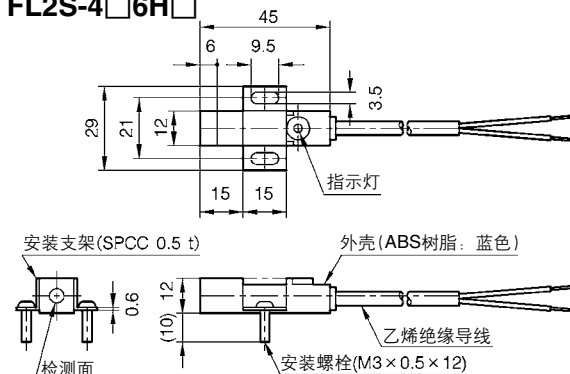 FL2S-4□6H□
45
6
9.5
3.5
29
21
12
15
15
指示灯
安装支架(SPCC 0.5 t)
外壳(ABS树脂：蓝色)
0.6
12
(10)
乙烯绝缘导线
检测面
安装螺栓(M3×0.5×12)